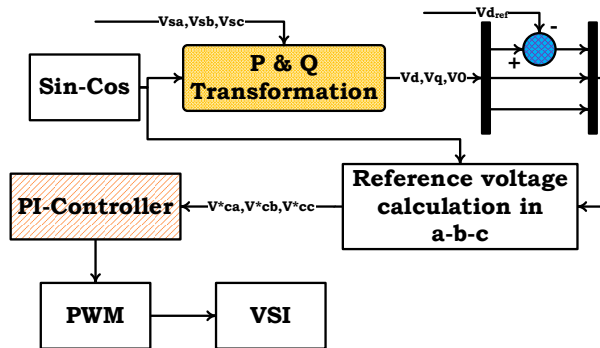 Vsa,Vsb,Vsc
Vdref
-
+
Sin-Cos
P & Q
Transformation
Vd,Vq,V0
PI-Controller
V*ca,V*cb,V*cc
Reference voltage
calculation in
a-b-c
PWM
VSI